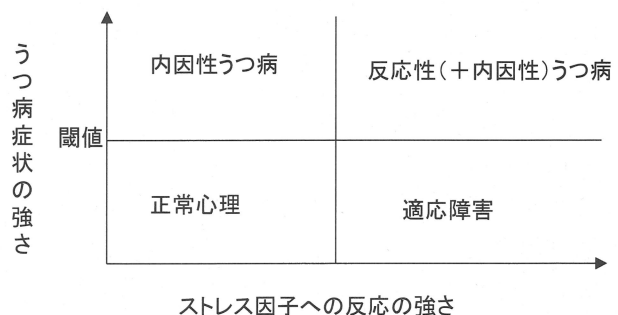 うつ病症状の強さ
内因性うつ病
反応性(+内因性)うつ病
閾値
正常心理
適応障害
ストレス因子への反応の強さ